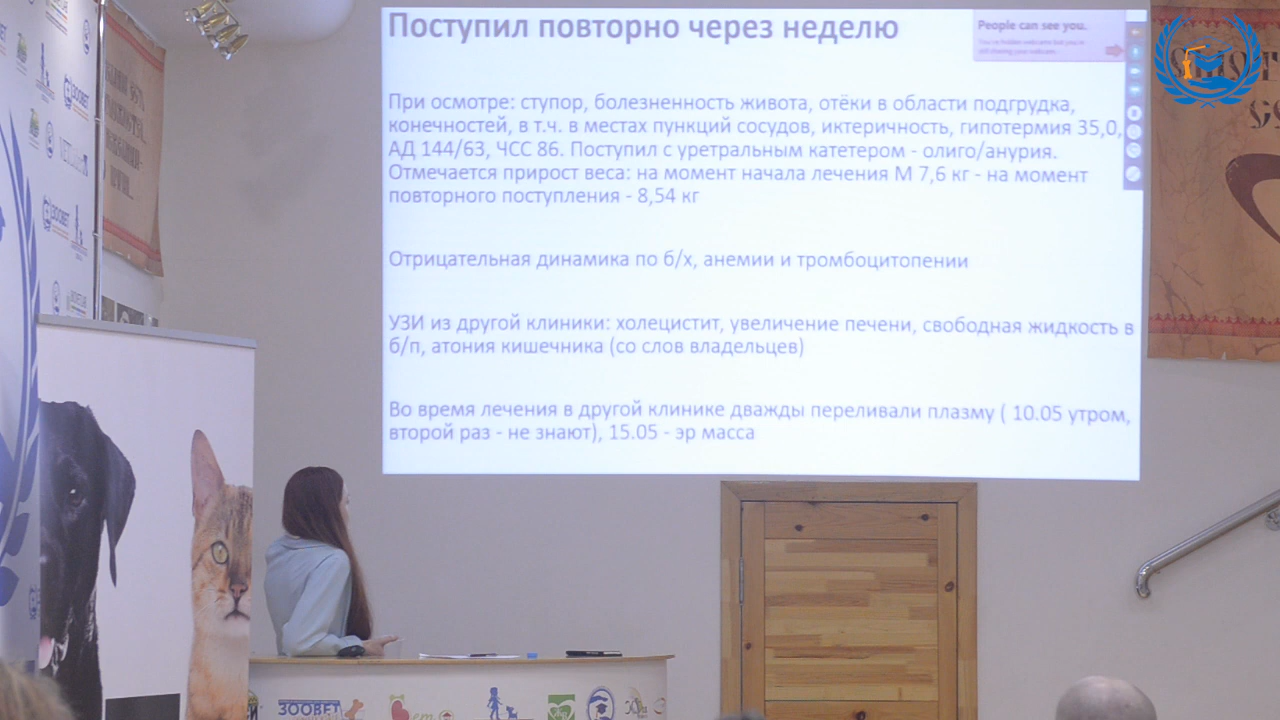 Поступил повторно через неделю
People can see you.
При осмотре: ступор, болезненность живота, отёки в области подгрудка,
конечностей, в т.ч. в местах пункций сосудов, иктеричность, гипотермия 35,0,
АД 144/63, ЧСС 86. Поступил с уретральным катетером - олиго/анурия.
Отмечается прирост веса: на момент начала лечения М 7,6 кг - на момент
повторного поступления - 8,54 кг
Отрицательная динамика по б/х, анемии и тромбоцитопении
УЗИ из другой клиники: холецистит, увеличение печени, свободная жидкость в
б/п, атония кишечника (со слов владельцев)
Во время лечения в другой клинике дважды переливали плазму ( 10.05 утром,
второй раз - не знают), 15.05 - эр масса
ЗООВЕТ
ЗООВЕТ
ЗООВЕТ